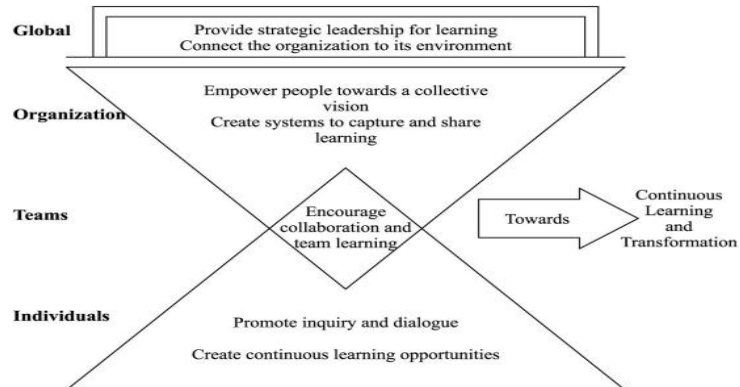 Global
Provide strategic leadership for learning
Connect the organization to its environment
Organization
Empower people towards a collective
vision
Create systems to capture and share
learning
Teams
Encourage
collaboration and
team learning
Towards
Continuous
Learning
and
Transformation
Individuals
Promote inquiry and dialogue
Create continuous learning opportunities